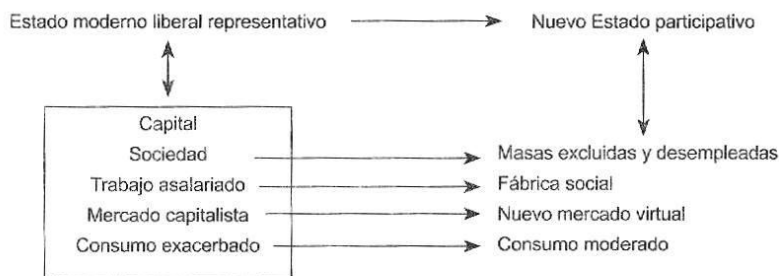 Estado moderno liberal representativo Nuevo Estado participativo
Capital
Sociedad Masas excluidas y desempleadas
Trabajo asalariado Fábrica social
Mercado capitalista Nuevo mercado virtual
Consumo exacerbado Consumo moderado